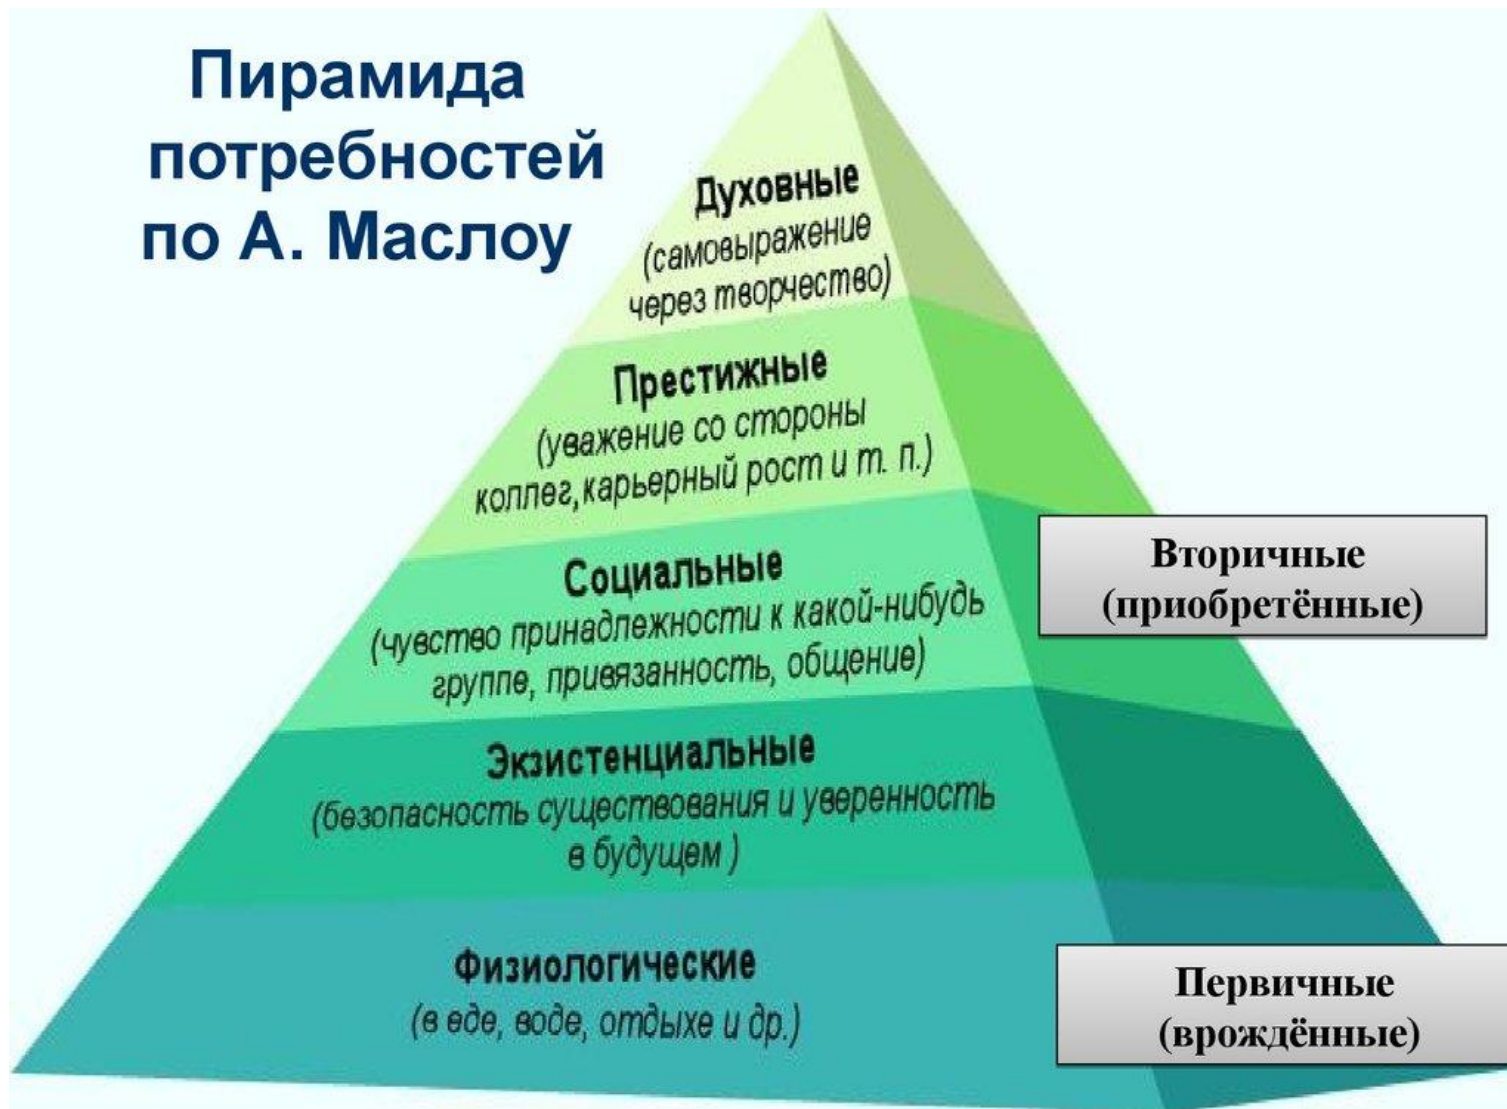 Пирамида
потребностей
по А. Маслоу
Духовные
(самовыражение
через творчество)
Престижные
(уважение со стороны
коллег,карьерный рост и т. п.)
Социальные
(чувство принадлежности к какой-нибудь
группе, привязанность, общение)
Вторичные
(приобретённые)
Экзистенциальные
(безопасность существования и уверенность
в будущем )
Физиологические
(в еде, воде, отдыхе и др.)
Первичные
(врождённые)